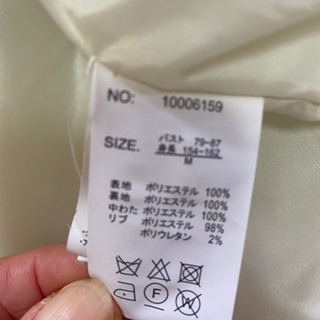 NO: 10006159
SIZE. バスト 79~87
身長 154~162
M
表地 ポリエステル 100%
裏地 ポリエステル 100%
中わた ポリエステル 100%
リブ ポリエステル 98%
ポリウレタン 2%
F W